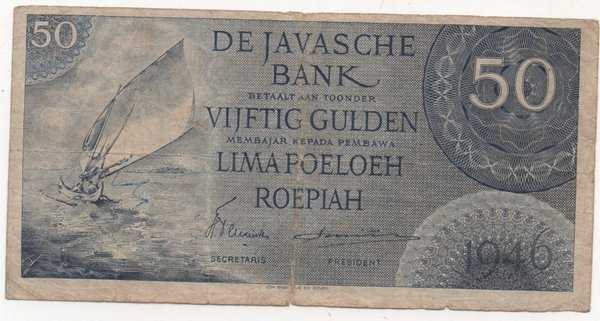 50
DE JAVASCHE
BANK
BETAALT AAN TOONDER
VIJFTIG GULDEN
MEMBAJAR KEPADA PEMBAWA
LIMA POELOEH
ROEPIAH
50
SECRETARIS PRESIDENT
1946